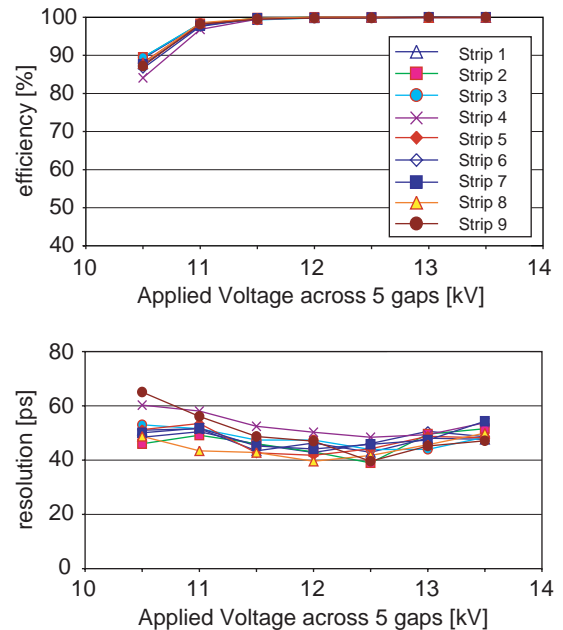 efficiency [%]
100
90
80
70
60
50
40
Strip 1
Strip 2
Strip 3
Strip 4
Strip 5
Strip 6
Strip 7
Strip 8
Strip 9
10 11 12 13 14
Applied Voltage across 5 gaps [kV]
resolution [ps]
80
60
40
20
0
10 11 12 13 14
Applied Voltage across 5 gaps [kV]